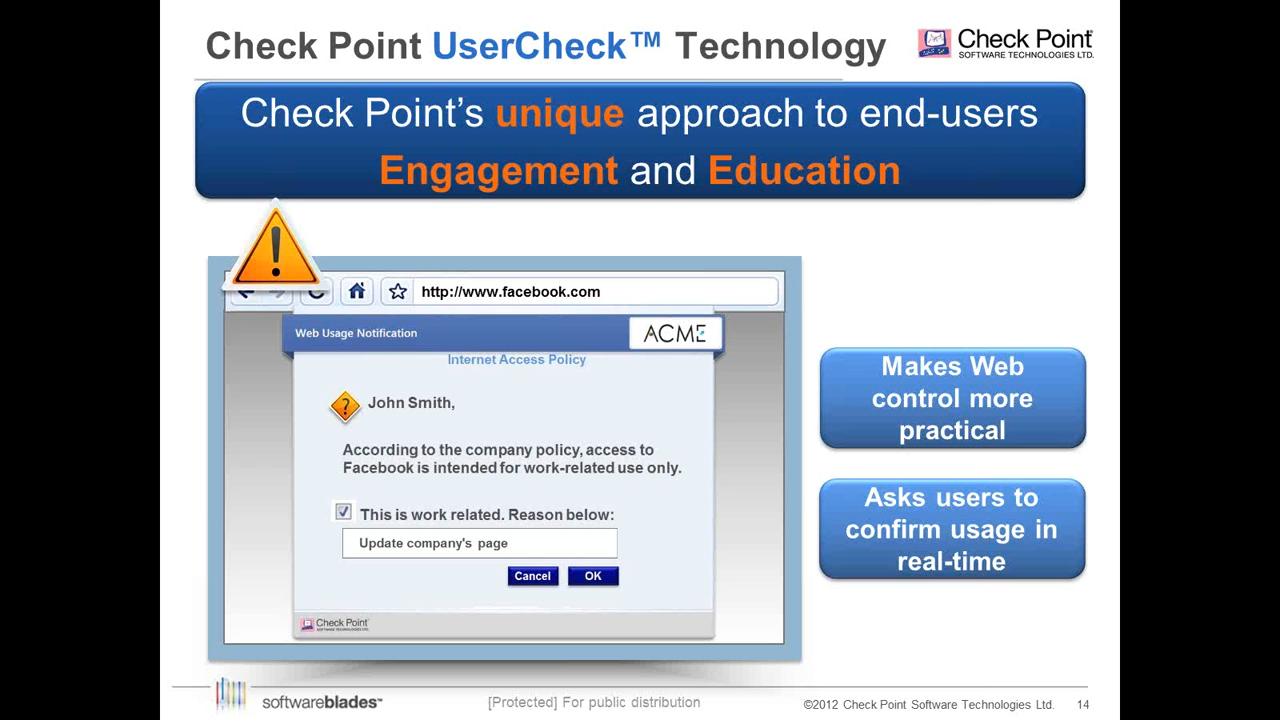 Check Point UserCheck™ Technology
Check Point
SOFTWARE TECHNOLOGIES LTD.
Check Point's unique approach to end-users
Engagement and Education
http://www.facebook.com
Web Usage Notification
ACME
Internet Access Policy
John Smith,
According to the company policy, access to
Facebook is intended for work-related use only.
This is work related. Reason below:
Update company's page
Cancel
OK
Check Point
SOFTWARE TECHNOLOGIES LTD.
Makes Web
control more
practical
Asks users to
confirm usage in
real-time
softwareblades™
[Protected] For public distribution
©2012 Check Point Software Technologies Ltd.
14